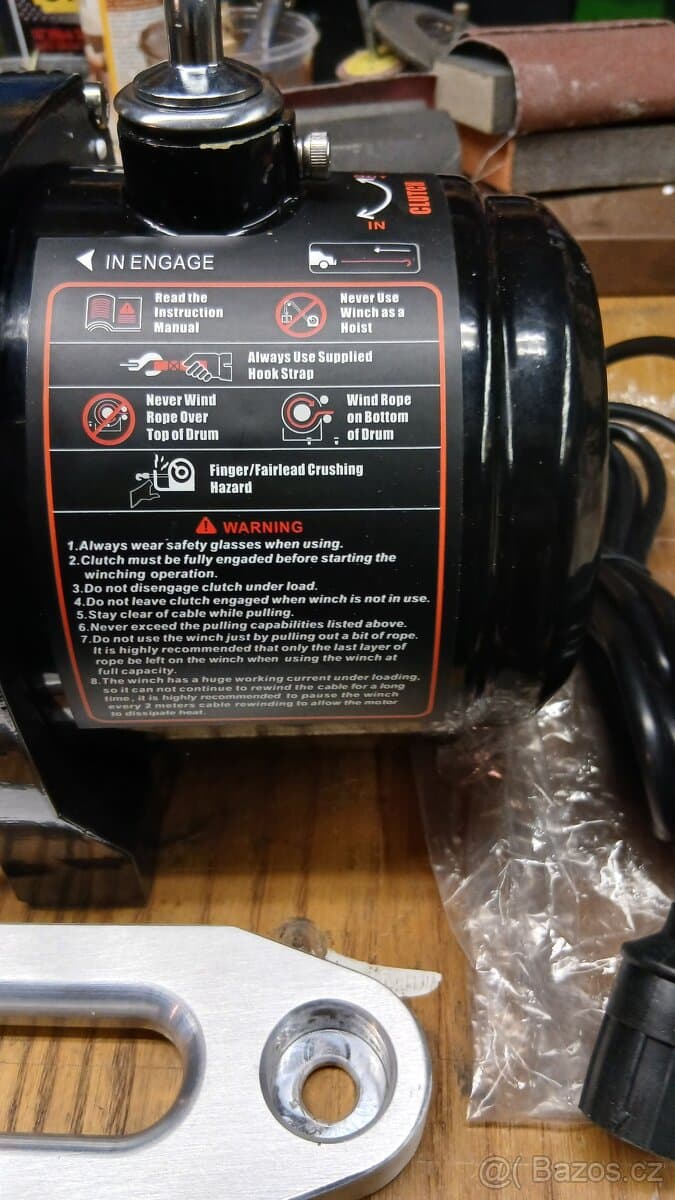 CLUTCH
IN
IN ENGAGE
Read the
Instruction
Manual
Never Use
Winch as a
Hoist
Always Use Supplied
Hook Strap
Never Wind
Rope Over
Top of Drum
Wind Rope
on Bottom
of Drum
Finger/Fairlead Crushing
Hazard
WARNING
1.Always wear safety glasses when using.
2.Clutch must be fully engaded before starting the
winching operation.
3.Do not disengage clutch under load.
4.Do not leave clutch engaged when winch is not in use.
5.Stay clear of cable while pulling.
6.Never exceed the pulling capabilities listed above.
7.Do not use the winch just by pulling out a bit of rope.
It is highly recommended that only the last layer of
rope be left on the winch when using the winch at
full capacity.
8.The winch has a huge working current under loading,
so it can not continue to rewind the cable for a long
time, it is highly recommended to pause the winch
every 2 meters cable rewinding to allow the motor
to dissipate heat.
@( Bazos.cz